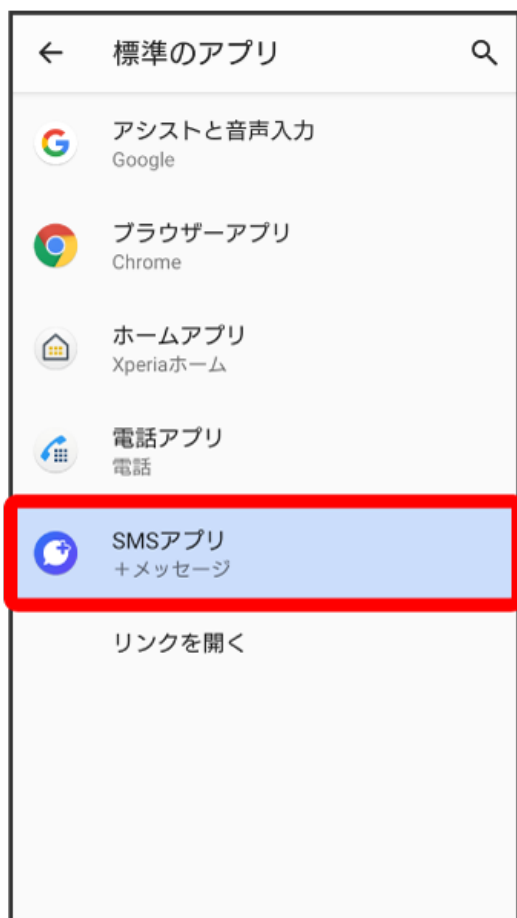 標準のアプリ
アシストと音声入力
Google
ブラウザーアプリ
Chrome
ホームアプリ
Xperiaホーム
電話アプリ
電話
SMSアプリ
+メッセージ
リンクを開く